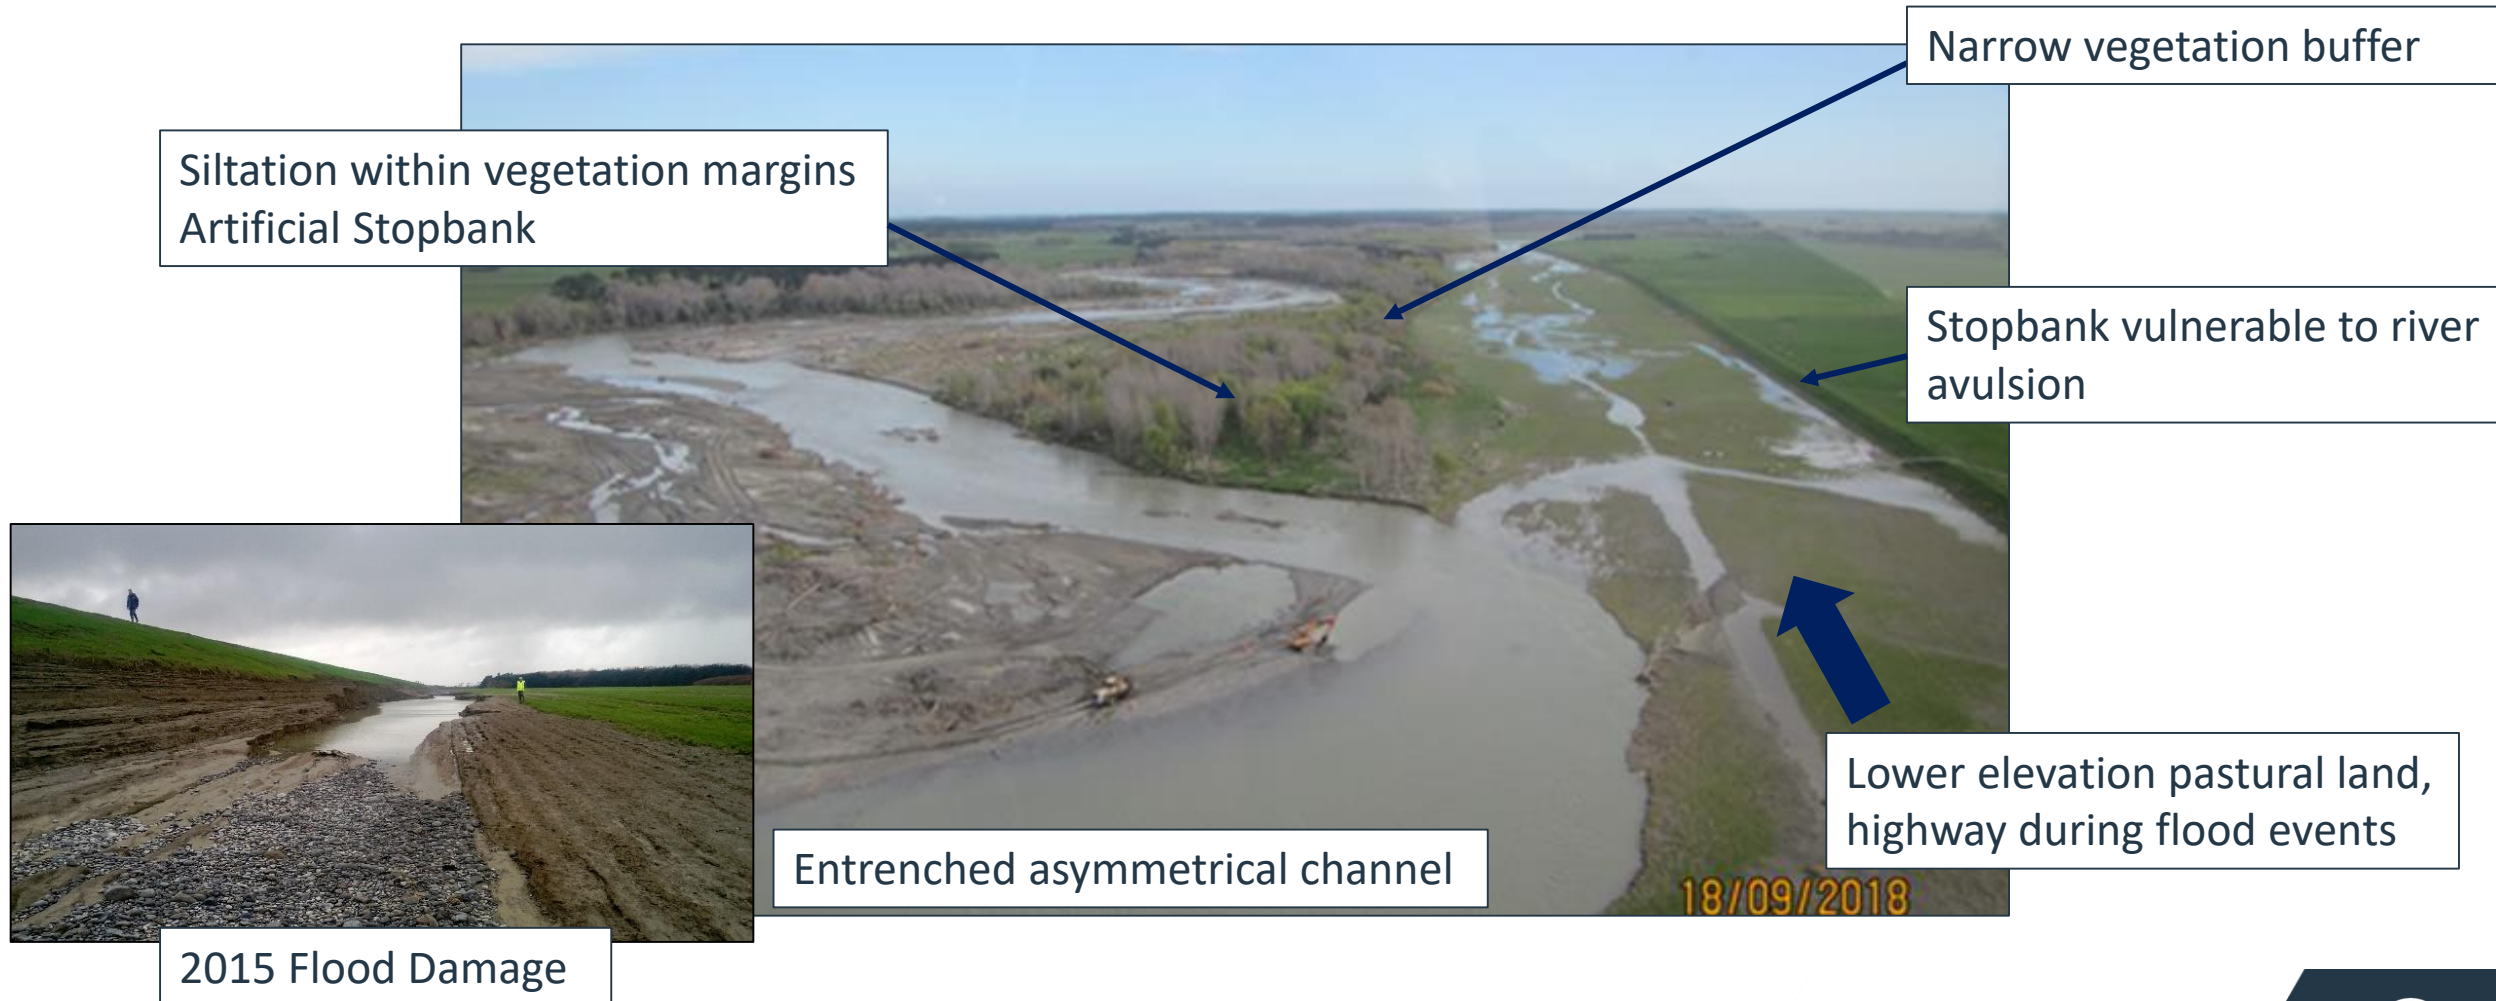 Narrow vegetation buffer
Siltation within vegetation margins
Artificial Stopbank
Stopbank vulnerable to river
avulsion
Lower elevation pastural land,
highway during flood events
Entrenched asymmetrical channel
18/09/2018
2015 Flood Damage